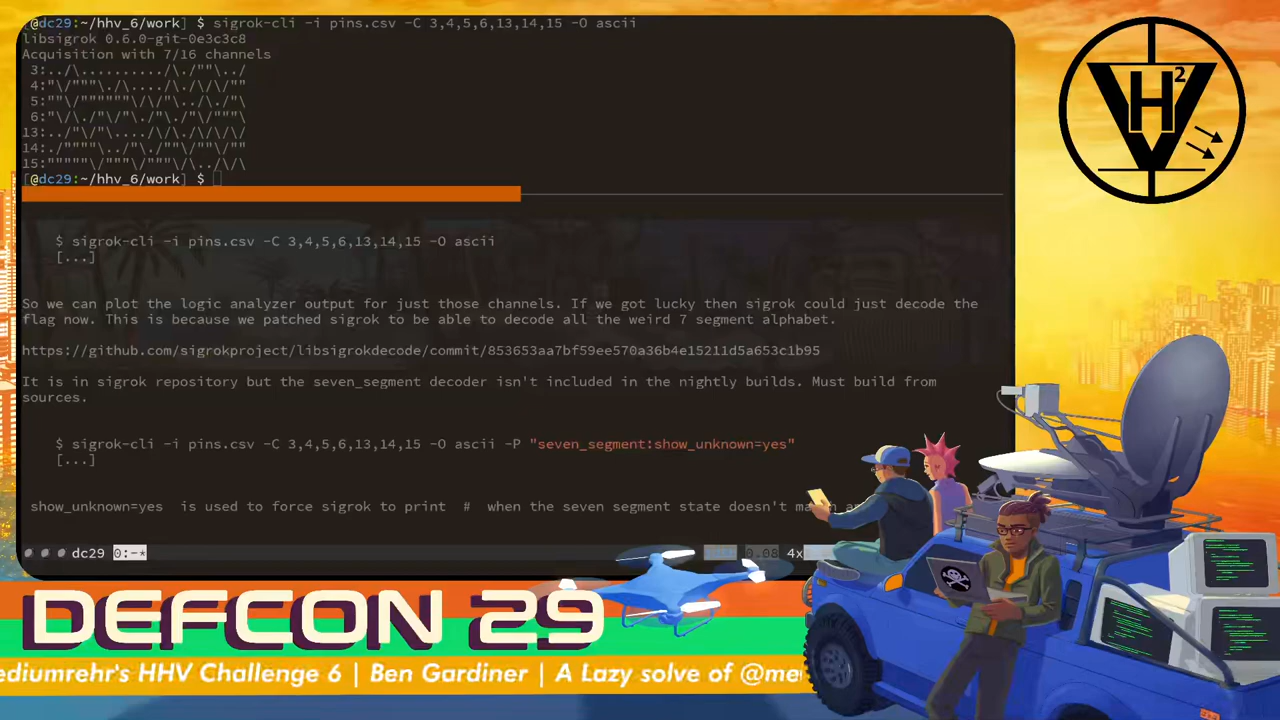 [@dc29:~/hhv_6/work] $ sigrok-cli -i pins.csv -C 3,4,5,6,13,14,15 -O ascii
libsigrok 0.6.0-git-0e3c3c8
Acquisition with 7/16 channels
3:../\........../\./""\../
4:"\/"""\./\..../\./\/\/""
5:""\/""""""\/\/"\../\./"\
6:"\/\./"\/"\./"\./"\/"""\
13:../"\/"\..../\/\./\/\/\/
14:./""""\../"\./""\/""\/""
15:"""""\/"""\/"""\/\../\/\
[@dc29:~/hhv_6/work] $
$ sigrok-cli -i pins.csv -C 3,4,5,6,13,14,15 -O ascii
[...]
So we can plot the logic analyzer output for just those channels. If we got lucky then sigrok could just decode the
flag now. This is because we patched sigrok to be able to decode all the weird 7 segment alphabet.
https://github.com/sigrokproject/libsigrokdecode/commit/853653aa7bf59ee570a36b4e15211d5a653c1b95
It is in sigrok repository but the seven_segment decoder isn't included in the nightly builds. Must build from
sources.
$ sigrok-cli -i pins.csv -C 3,4,5,6,13,14,15 -O ascii -P "seven_segment:show_unknown=yes"
[...]
show_unknown=yes is used to force sigrok to print # when the seven segment state doesn't
dc29 0:-* 0.08 4x
H2V
DEFCON 29
ediumrehr's HHV Challenge 6 | Ben Gardiner | A Lazy solve of @me